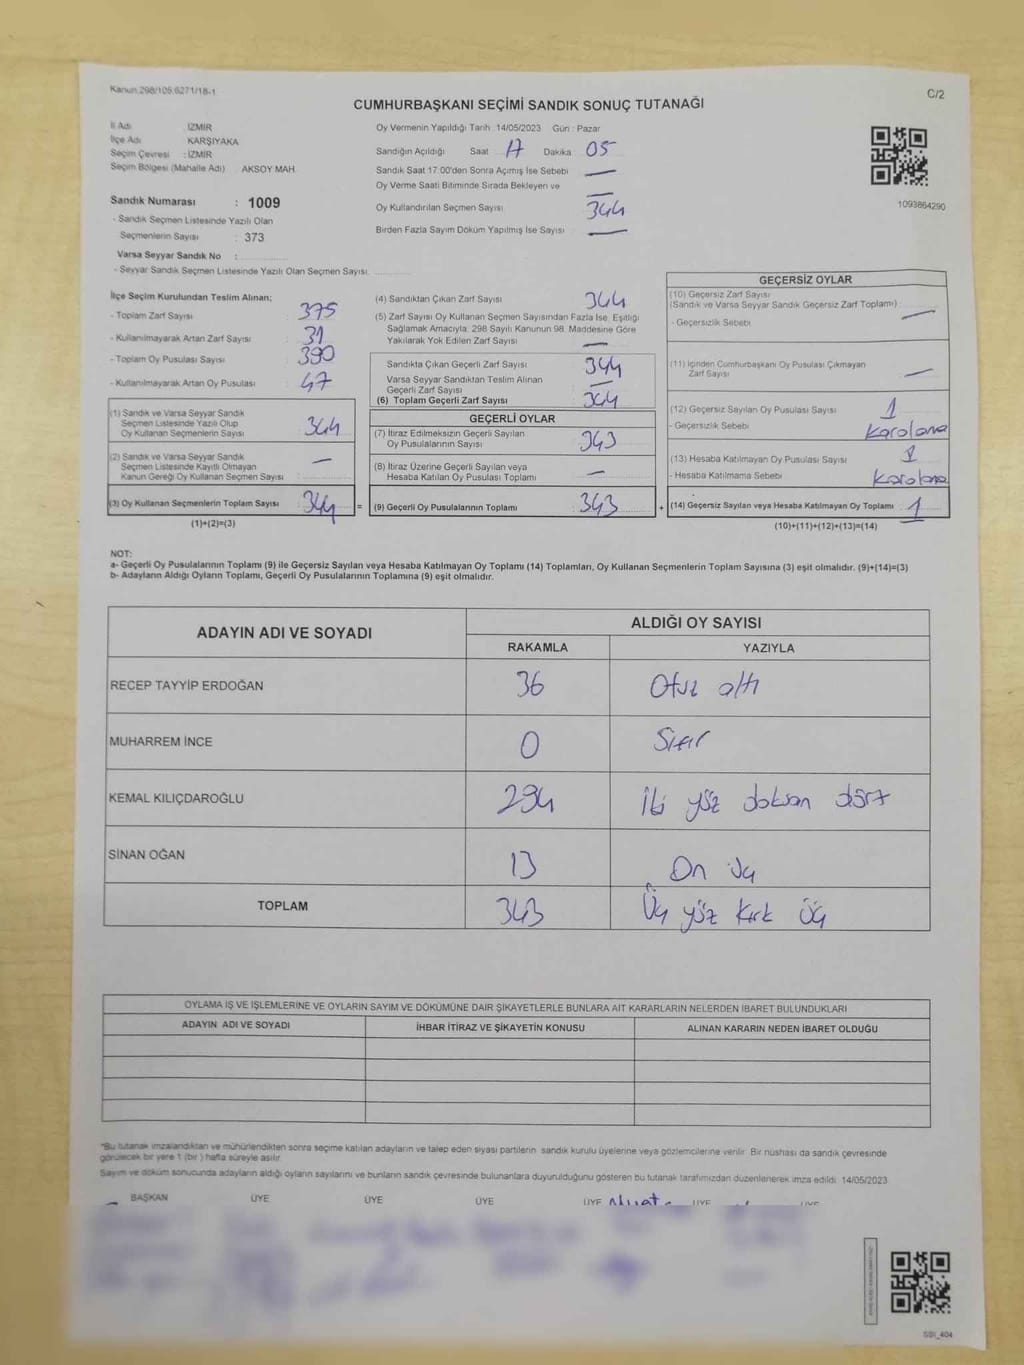 Kanun.298/106,6271/18-1
C/2
CUMHURBAŞKANI SEÇİMİ SANDIK SONUÇ TUTANAĞI
İl Adı : İZMİR
İlçe Adı : KARŞIYAKA
Seçim Çevresi : İZMİR
Seçim Bölgesi (Mahalle Adı) AKSOY MAH.
Sandık Numarası : 1009
- Sandık Seçmen Listesinde Yazılı Olan
Seçmenlerin Sayısı : 373
Varsa Seyyar Sandık No :
- Seyyar Sandık Seçmen Listesinde Yazılı Olan Seçmen Sayısı
Oy Vermenin Yapıldığı Tarih : 14/05/2023 Gün : Pazar
Sandığın Açıldığı Saat 17 Dakika 05
Sandık Saat 17:00'den Sonra Açımış İse Sebebi —
Oy Verme Saati Bitiminde Sırada Bekleyen ve —
Oy Kullandırılan Seçmen Sayısı 344
Birden Fazla Sayım Döküm Yapılmış İse Sayısı —
1093864290
İlçe Seçim Kurulundan Teslim Alınan;
- Toplam Zarf Sayısı 375
- Kullanılmayarak Artan Zarf Sayısı 31
- Toplam Oy Pusulası Sayısı 390
- Kullanılmayarak Artan Oy Pusulası : 47
(1) Sandık ve Varsa Seyyar Sandık
Seçmen Listesinde Yazılı Olup
Oy Kullanan Seçmenlerin Sayısı 344
(2) Sandık ve Varsa Seyyar Sandık
Seçmen Listesinde Kayıtlı Olmayan —
Kanun Gereği Oy Kullanan Seçmen Sayısı :
(3) Oy Kullanan Seçmenlerin Toplam Sayısı 344 =
(1)+(2)=(3)
(4) Sandıktan Çıkan Zarf Sayısı 344
(5) Zarf Sayısı Oy Kullanan Seçmen Sayısından Fazla İse, Eşitliği
Sağlamak Amacıyla, 298 Sayılı Kanunun 98. Maddesine Göre
Yakılarak Yok Edilen Zarf Sayısı —
Sandıkta Çıkan Geçerli Zarf Sayısı 344
Varsa Seyyar Sandıktan Teslim Alınan
Geçerli Zarf Sayısı —
(6) Toplam Geçerli Zarf Sayısı 344
GEÇERLİ OYLAR
(7) İtiraz Edilmeksizin Geçerli Sayılan
Oy Pusulalarının Sayısı 343
(8) İtiraz Üzerine Geçerli Sayılan veya
Hesaba Katılan Oy Pusulası Toplamı —
(9) Geçerli Oy Pusulalarının Toplamı 343 +
GEÇERSİZ OYLAR
(10) Geçersiz Zarf Sayısı
(Sandık ve Varsa Seyyar Sandık Geçersiz Zarf Toplamı) : —
- Geçersizlik Sebebi
(11) İçinden Cumhurbaşkanı Oy Pusulası Çıkmayan
Zarf Sayısı —
(12) Geçersiz Sayılan Oy Pusulası Sayısı 1
- Geçersizlik Sebebi Karalama
(13) Hesaba Katılmayan Oy Pusulası Sayısı
- Hesaba Katılmama Sebebi Karalama
(14) Geçersiz Sayılan veya Hesaba Katılmayan Oy Toplamı 1
(10)+(11)+(12)+(13)=(14)
NOT:
a- Geçerli Oy Pusulalarının Toplamı (9) ile Geçersiz Sayılan veya Hesaba Katılmayan Oy Toplamı (14) Toplamları, Oy Kullanan Seçmenlerin Toplam Sayısına (3) eşit olmalıdır. (9)+(14)=(3)
b- Adayların Aldığı Oyların Toplamı, Geçerli Oy Pusulalarının Toplamına (9) eşit olmalıdır.
ADAYIN ADI VE SOYADI ALDIĞI OY SAYISI
RAKAMLA YAZIYLA
RECEP TAYYİP ERDOĞAN 36 Otuz altı
MUHARREM İNCE 0 Sıfır
KEMAL KILIÇDAROĞLU 294 İki yüz doksan dört
SİNAN OĞAN 13 On üç
TOPLAM 343 Üç yüz kırk üç
OYLAMA İŞ VE İŞLEMLERİNE VE OYLARIN SAYIM VE DÖKÜMÜNE DAİR ŞİKAYETLERLE BUNLARA AİT KARARLARIN NELERDEN İBARET BULUNDUKLARI
ADAYIN ADI VE SOYADI İHBAR İTİRAZ VE ŞİKAYETİN KONUSU ALINAN KARARIN NEDEN İBARET OLDUĞU
*Bu tutanak imzalandıktan ve mühürlendikten sonra seçime katılan adayların ve talep eden siyasi partilerin sandık kurulu üyelerine veya gözlemcilerine verilir. Bir nüshası da sandık çevresinde
görülecek bir yere 1 (bir ) hafta süreyle asılır.
Sayım ve döküm sonucunda adayların aldığı oyların sayılarını ve bunların sandık çevresinde bulunanlara duyurulduğunu gösteren bu tutanak tarafımızdan düzenlenerek imza edildi. 14/05/2023
BAŞKAN ÜYE ÜYE ÜYE ÜYE ÜYE ÜYE
SBI_404